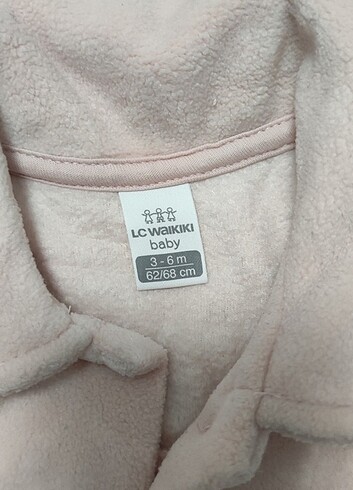 LC WAIKIKI
baby
3 - 6 m
62/68 cm